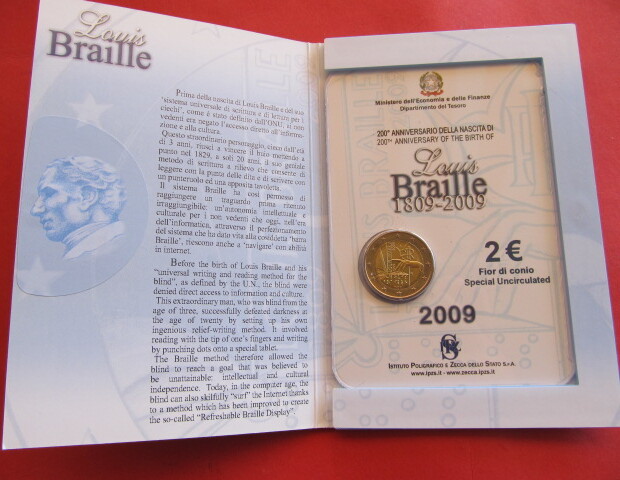 Louis
Braille
Prima della nascita di Louis Braille e del suo
'sistema universale di scrittura e di lettura per i
ciechi', come è stato definito dall'ONU, ai non
vedenti era negato l'accesso diretto all'informa-
zione e alla cultura.
Questo straordinario personaggio, cieco dall'età
di 3 anni, riuscì a vincere il buio mettendo a
punto nel 1829, a soli 20 anni, il suo geniale
metodo di scrittura a rilievo che consente di
leggere con la punta delle dita e di scrivere con
un punteruolo ed una apposita tavoletta.
Il sistema Braille ha così permesso di
raggiungere un traguardo prima ritenuto
irraggiungibile: un'autonomia intellettuale e
culturale per i non vedenti che oggi, nell'era
dell'informatica, attraverso il perfezionamento
del sistema che ha dato vita alla cosiddetta 'barra
Braille', riescono anche a 'navigare' con abilità
in internet.
Before the birth of Louis Braille and his
"universal writing and reading method for the
blind", as defined by the U.N., the blind were
denied direct access to information and culture.
This extraordinary man, who was blind from the
age of three, successfully defeated darkness at
the age of twenty by setting up his own
ingenious relief-writing method. It involved
reading with the tip of one's fingers and writing
by punching dots onto a special tablet.
The Braille method therefore allowed the
blind to reach a goal that was believed to
be unattainable: intellectual and cultural
independence. Today, in the computer age, the
blind can also skilfully "surf" the Internet thanks
to a method which has been improved to create
the so-called "Refreshable Braille Display".
Ministero dell'Economia e delle Finanze
Dipartimento del Tesoro
200° ANNIVERSARIO DELLA NASCITA DI
200TH ANNIVERSARY OF THE BIRTH OF
Louis
Braille
1809-2009
2 €
Fior di conio
Special Uncirculated
2009
ISTITUTO POLIGRAFICO E ZECCA DELLO STATO S.P.A.
www.ipzs.it - www.zecca.ipzs.it